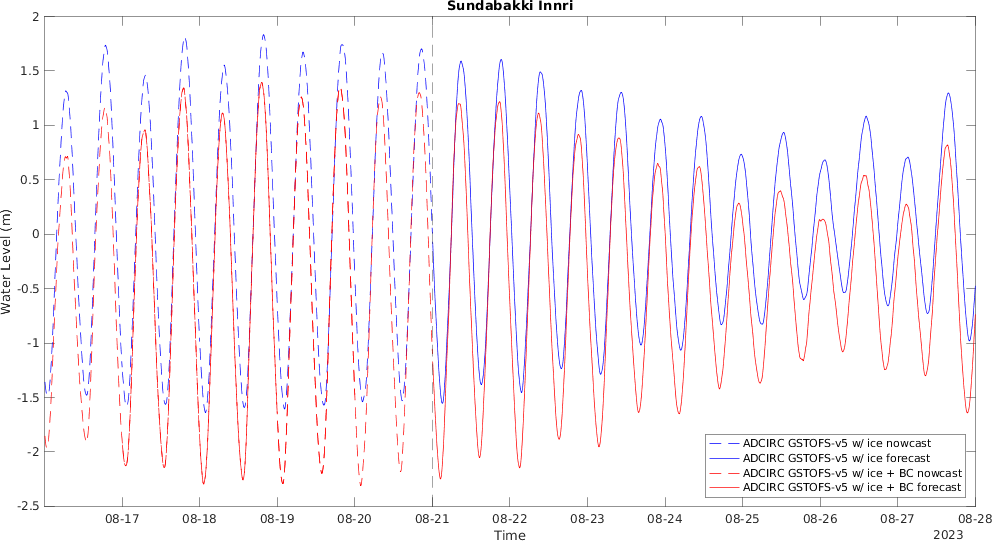 Sundabakki Innri
2
1.5
1
0.5
0
-0.5
-1
-1.5
-2
-2.5
Water Level (m)
ADCIRC GSTOFS-v5 w/ ice nowcast
ADCIRC GSTOFS-v5 w/ ice forecast
ADCIRC GSTOFS-v5 w/ ice + BC nowcast
ADCIRC GSTOFS-v5 w/ ice + BC forecast
08-17 08-18 08-19 08-20 08-21 08-22 08-23 08-24 08-25 08-26 08-27 08-28
Time
2023